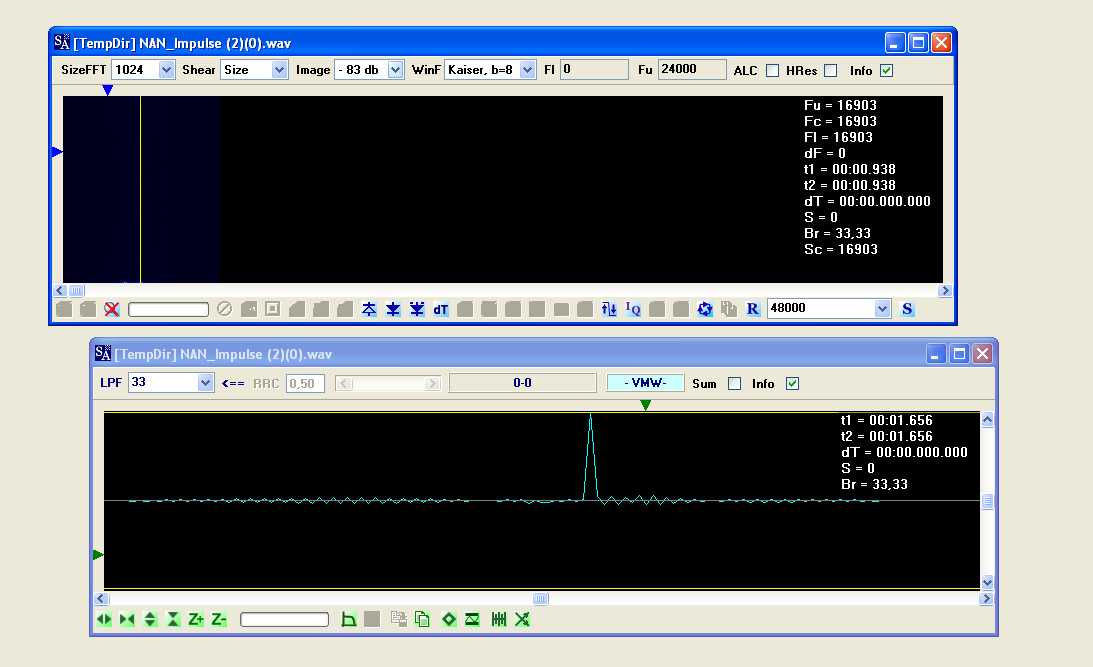 SA [TempDir] NAN_Impulse (2)(0).wav
SizeFFT 1024 Shear Size Image - 83 db WinF Kaiser, b=8 Fl 0 Fu 24000 ALC HRes Info
Fu = 16903
Fc = 16903
Fl = 16903
dF = 0
t1 = 00:00.938
t2 = 00:00.938
dT = 00:00.000.000
S = 0
Br = 33,33
Sc = 16903
dT IQ R 48000 S
SA [TempDir] NAN_Impulse (2)(0).wav
LPF 33 <== RRC 0,50 0-0 - VMW- Sum Info
t1 = 00:01.656
t2 = 00:01.656
dT = 00:00.000.000
S = 0
Br = 33,33
Z+ Z-